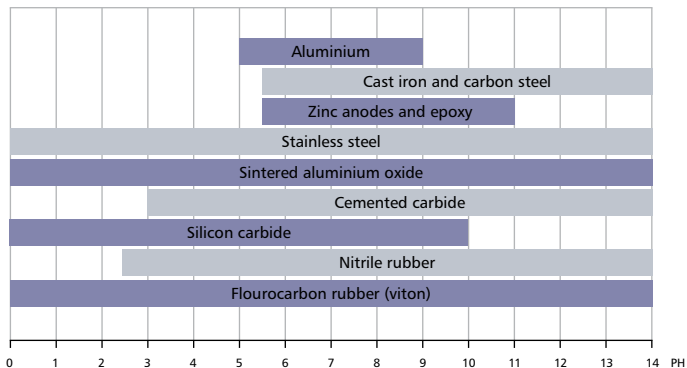 Aluminium
Cast iron and carbon steel
Zinc anodes and epoxy
Stainless steel
Sintered aluminium oxide
Cemented carbide
Silicon carbide
Nitrile rubber
Flourocarbon rubber (viton)
0 1 2 3 4 5 6 7 8 9 10 11 12 13 14 PH